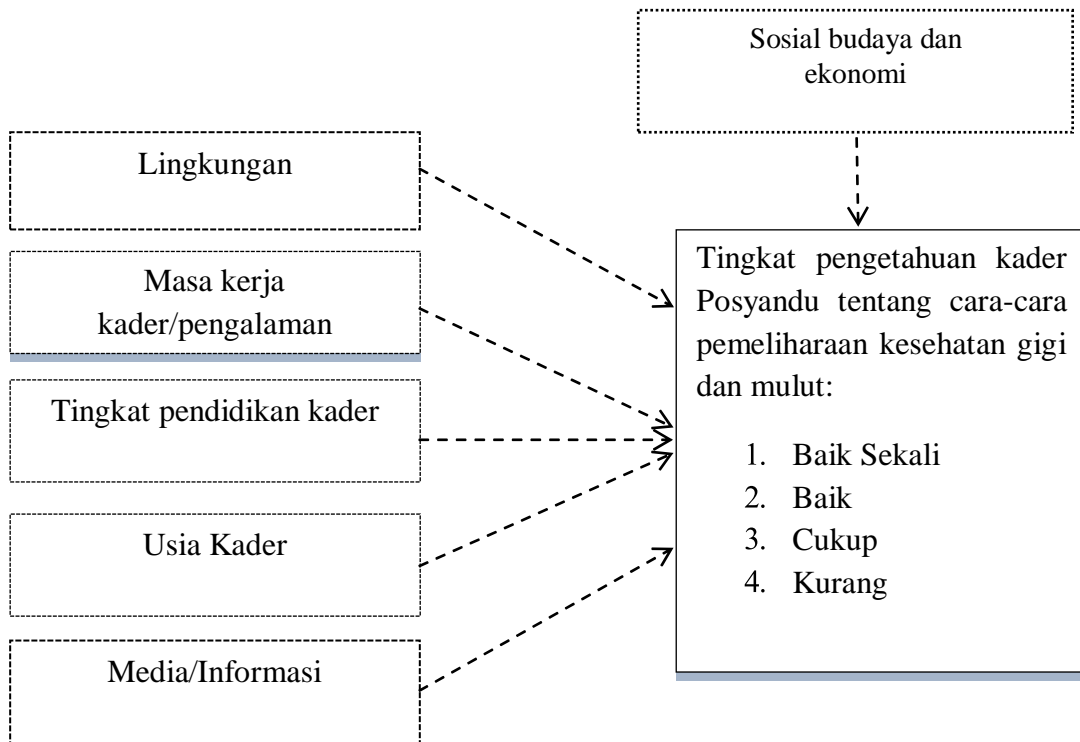 Sosial budaya dan
ekonomi
Lingkungan
Masa kerja
kader/pengalaman
Tingkat pendidikan kader
Usia Kader
Media/Informasi
Tingkat pengetahuan kader
Posyandu tentang cara-cara
pemeliharaan kesehatan gigi
dan mulut:
1. Baik Sekali
2. Baik
3. Cukup
4. Kurang